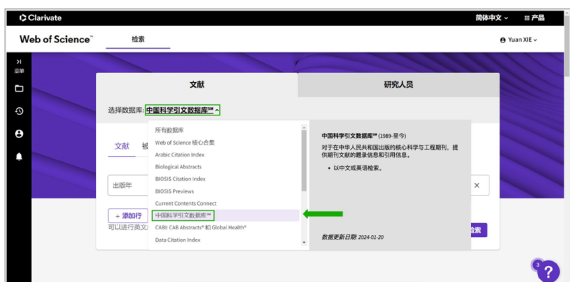 Clarivate
简体中文
产品
Web of Science™
检索
Yuan XIE
菜单
文献
研究人员
选择数据库: 中国科学引文数据库℠
文献
所有数据库
Web of Science 核心合集
Arabic Citation Index
Biological Abstracts
BIOSIS Citation Index
BIOSIS Previews
Current Contents Connect
中国科学引文数据库℠
CABI: CAB Abstracts® 和 Global Health®
Data Citation Index
中国科学引文数据库℠ (1989-至今)
对于在中华人民共和国出版的核心科学与工程期刊，提
供期刊文献的题录信息和引用信息。
• 以中文或英语检索。
数据更新日期: 2024-01-20
出版年
+ 添加行
可以进行英文
检索
3
?